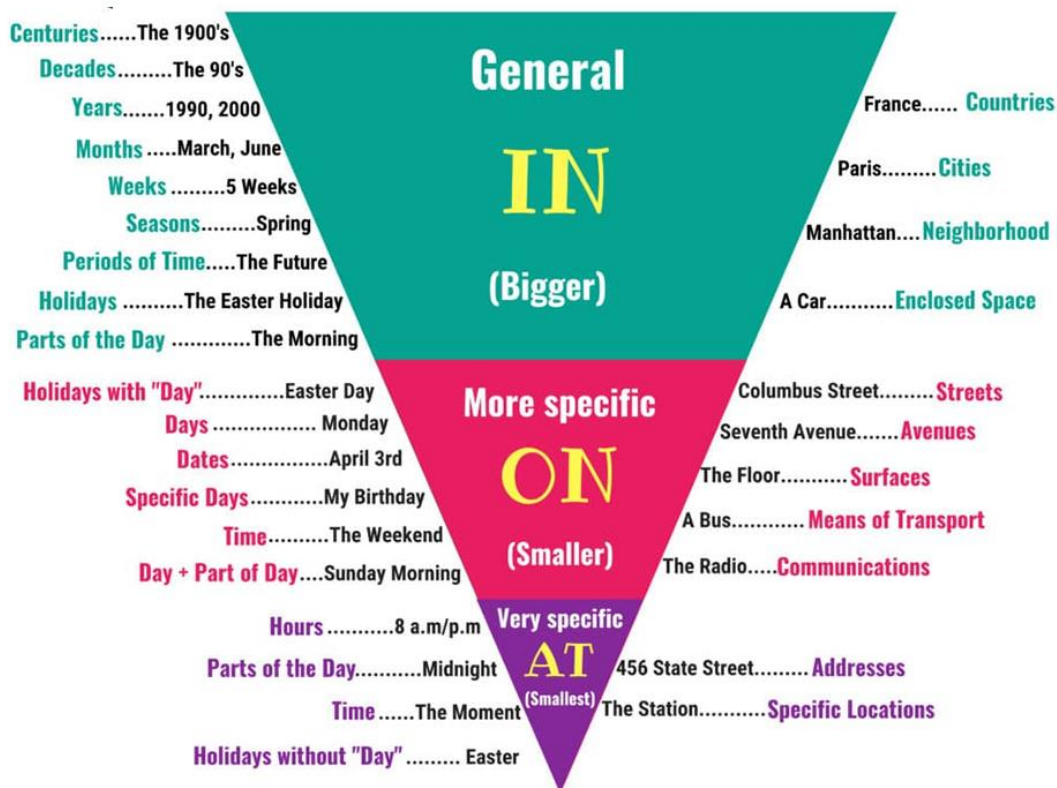 Centuries......The 1900's
Decades.........The 90's
Years.......1990, 2000
Months .....March, June
Weeks .........5 Weeks
Seasons.........Spring
Periods of Time.....The Future
Holidays ..........The Easter Holiday
Parts of the Day .............The Morning
General
IN
(Bigger)
France...... Countries
Paris.........Cities
Manhattan....Neighborhood
A Car...........Enclosed Space
Holidays with "Day"..............Easter Day
Days ................. Monday
Dates................April 3rd
Specific Days............My Birthday
Time..........The Weekend
Day + Part of Day....Sunday Morning
More specific
ON
(Smaller)
Columbus Street.........Streets
Seventh Avenue.......Avenues
The Floor...........Surfaces
A Bus............Means of Transport
The Radio.....Communications
Hours ...........8 a.m/p.m
Parts of the Day...........Midnight
Time ......The Moment
Holidays without "Day" ......... Easter
Very specific
AT
(Smallest)
456 State Street.........Addresses
The Station...........Specific Locations